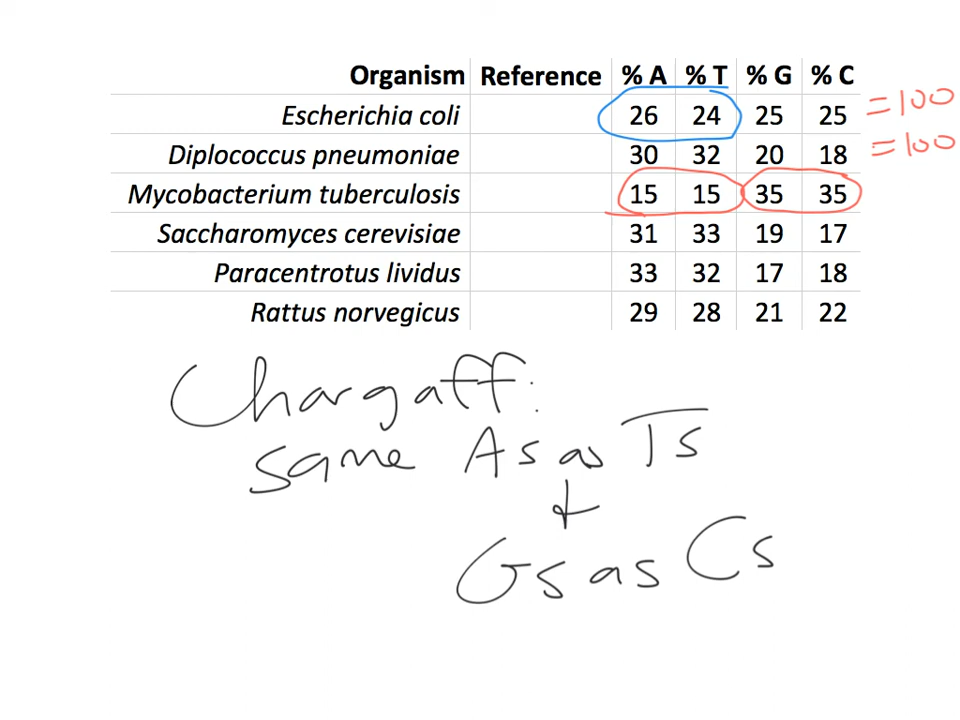 Organism Reference % A % T % G % C
Escherichia coli 26 24 25 25 =100
Diplococcus pneumoniae 30 32 20 18 =100
Mycobacterium tuberculosis 15 15 35 35
Saccharomyces cerevisiae 31 33 19 17
Paracentrotus lividus 33 32 17 18
Rattus norvegicus 29 28 21 22
Chargaff:
same As as Ts
+
Gs as Cs